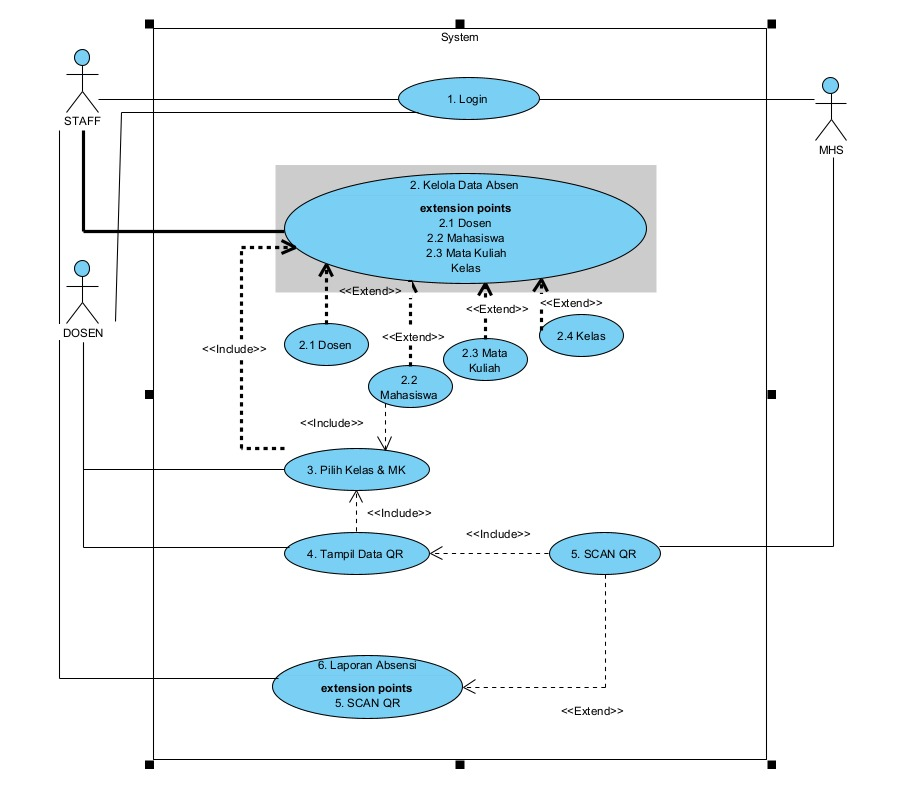 System
STAFF
1. Login
MHS
2. Kelola Data Absen
extension points
2.1 Dosen
2.2 Mahasiswa
2.3 Mata Kuliah
Kelas
DOSEN
<<Extend>>
<<Extend>>
<<Extend>>
<<Extend>>
<<Include>>
2.1 Dosen
2.2
Mahasiswa
2.3 Mata
Kuliah
2.4 Kelas
<<Include>>
3. Pilih Kelas & MK
<<Include>>
<<Include>>
4. Tampil Data QR
5. SCAN QR
6. Laporan Absensi
extension points
5. SCAN QR
<<Extend>>